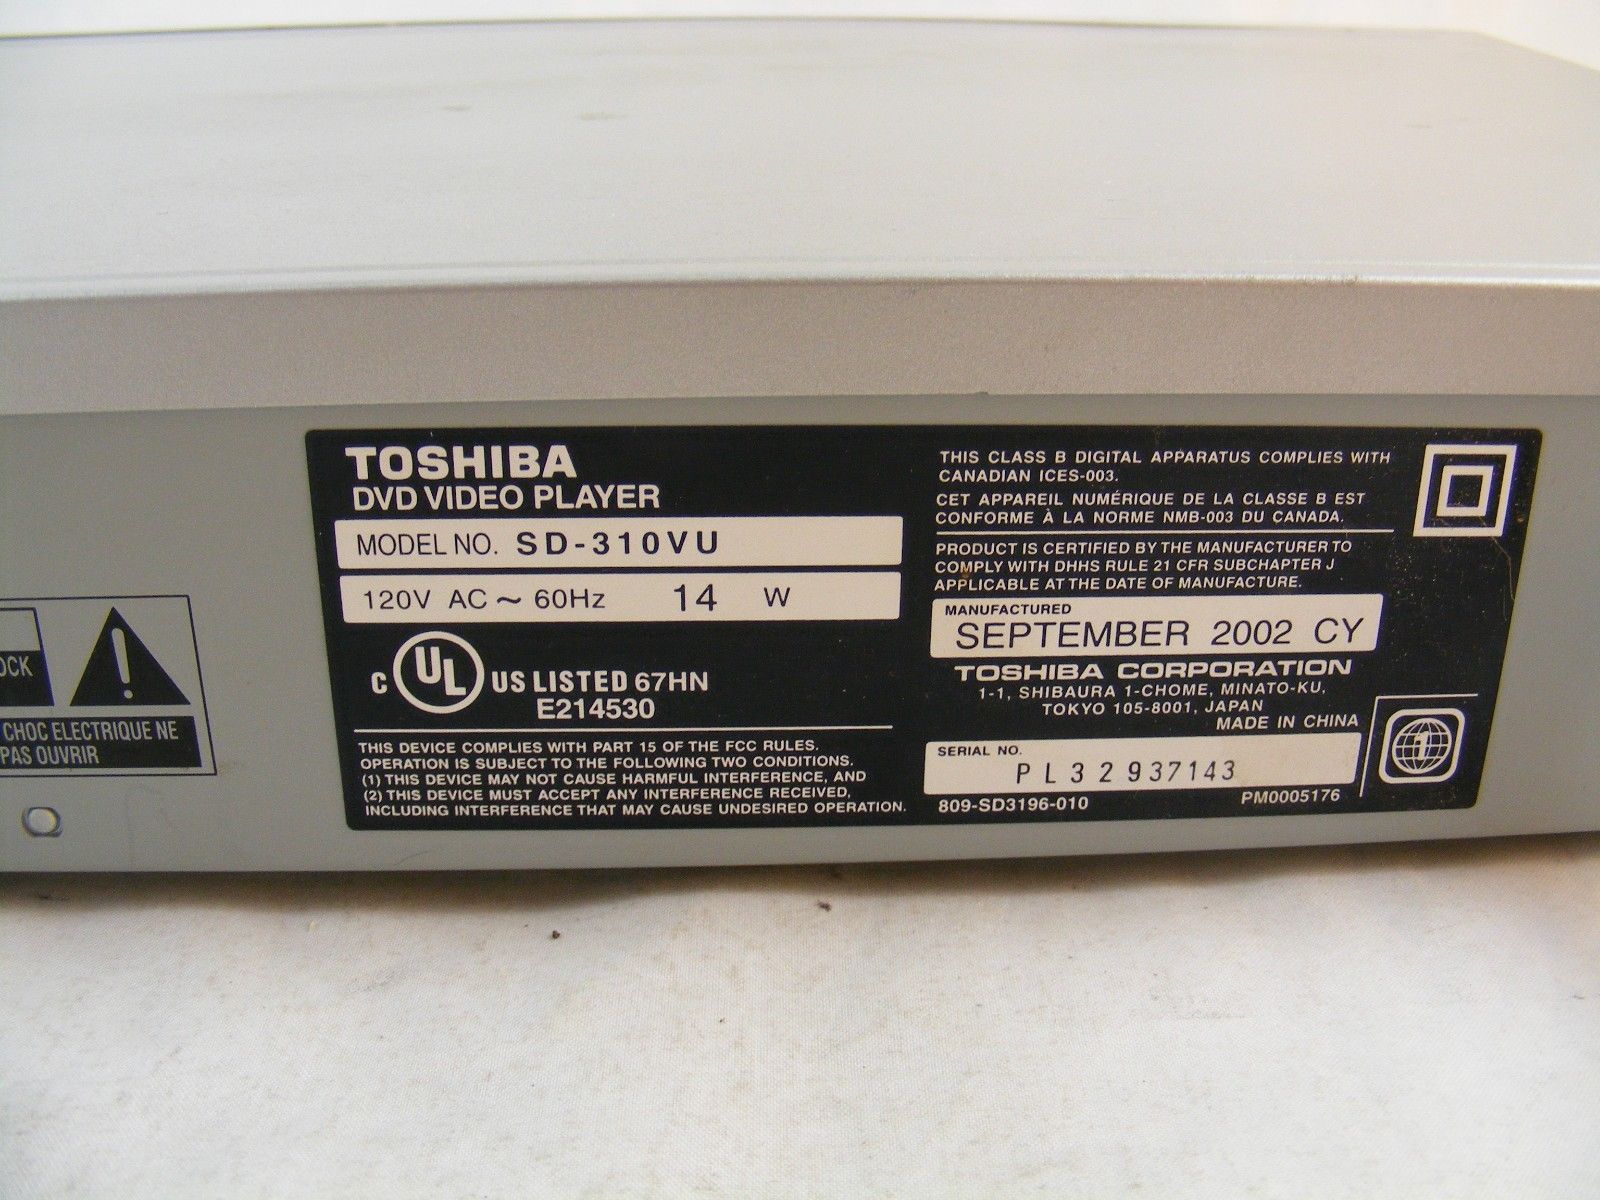 OCK
CHOC ELECTRIQUE NE
PAS OUVRIR
TOSHIBA
DVD VIDEO PLAYER
MODEL NO. SD-310VU
120V AC ~ 60Hz 14 W
C UL US LISTED 67HN
E214530
THIS DEVICE COMPLIES WITH PART 15 OF THE FCC RULES.
OPERATION IS SUBJECT TO THE FOLLOWING TWO CONDITIONS.
(1) THIS DEVICE MAY NOT CAUSE HARMFUL INTERFERENCE, AND
(2) THIS DEVICE MUST ACCEPT ANY INTERFERENCE RECEIVED,
INCLUDING INTERFERENCE THAT MAY CAUSE UNDESIRED OPERATION.
THIS CLASS B DIGITAL APPARATUS COMPLIES WITH
CANADIAN ICES-003.
CET APPAREIL NUMÉRIQUE DE LA CLASSE B EST
CONFORME À LA NORME NMB-003 DU CANADA.
PRODUCT IS CERTIFIED BY THE MANUFACTURER TO
COMPLY WITH DHHS RULE 21 CFR SUBCHAPTER J
APPLICABLE AT THE DATE OF MANUFACTURE.
MANUFACTURED
SEPTEMBER 2002 CY
TOSHIBA CORPORATION
1-1, SHIBAURA 1-CHOME, MINATO-KU,
TOKYO 105-8001, JAPAN
MADE IN CHINA
1
SERIAL NO.
PL32937143
809-SD3196-010 PM0005176